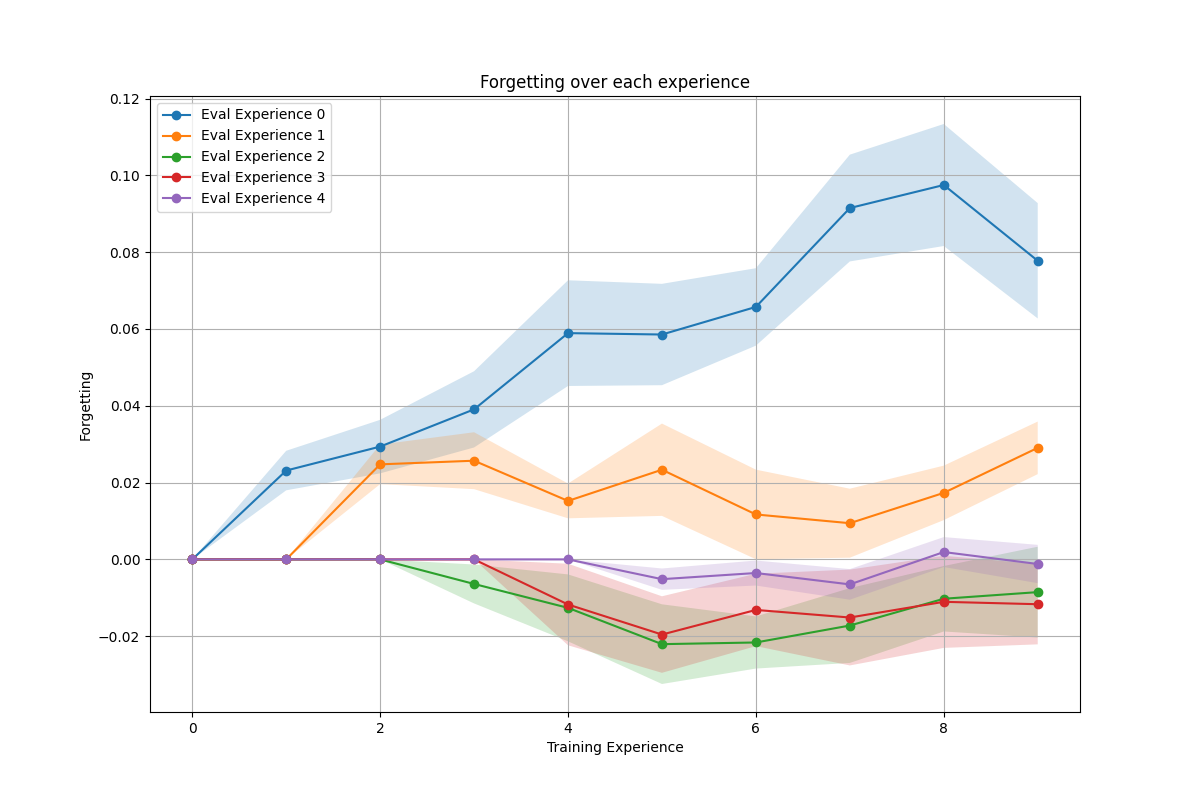 Forgetting over each experience
0.12
0.10
0.08
0.06
0.04
0.02
0.00
−0.02
Forgetting
Eval Experience 0
Eval Experience 1
Eval Experience 2
Eval Experience 3
Eval Experience 4
0 2 4 6 8
Training Experience